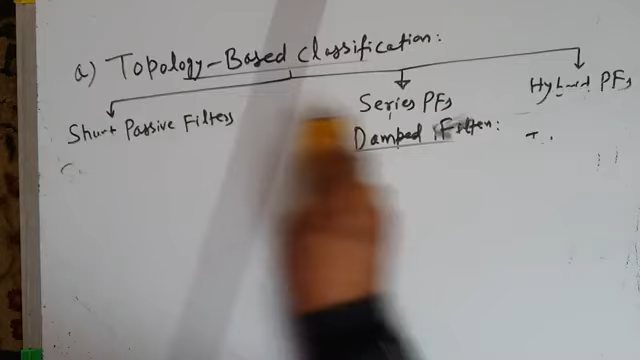 a) Topology-Based Classification:
Shunt Passive Filters
Series PFs
Hybrid PFs
Damped Filter: